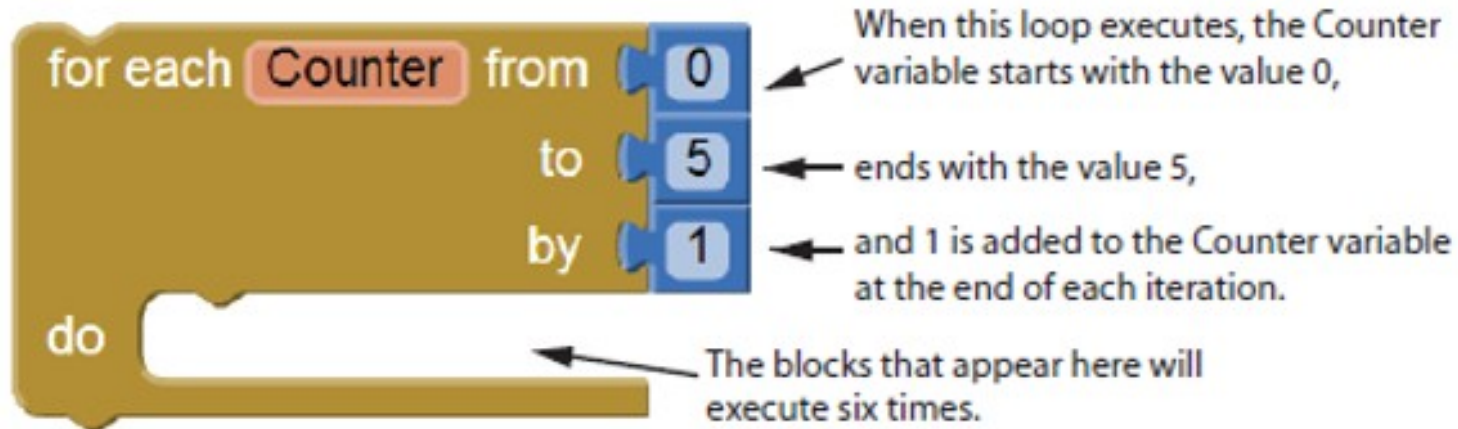 for each Counter from 0
to 5
by 1
do
When this loop executes, the Counter
variable starts with the value 0,
ends with the value 5,
and 1 is added to the Counter variable
at the end of each iteration.
The blocks that appear here will
execute six times.